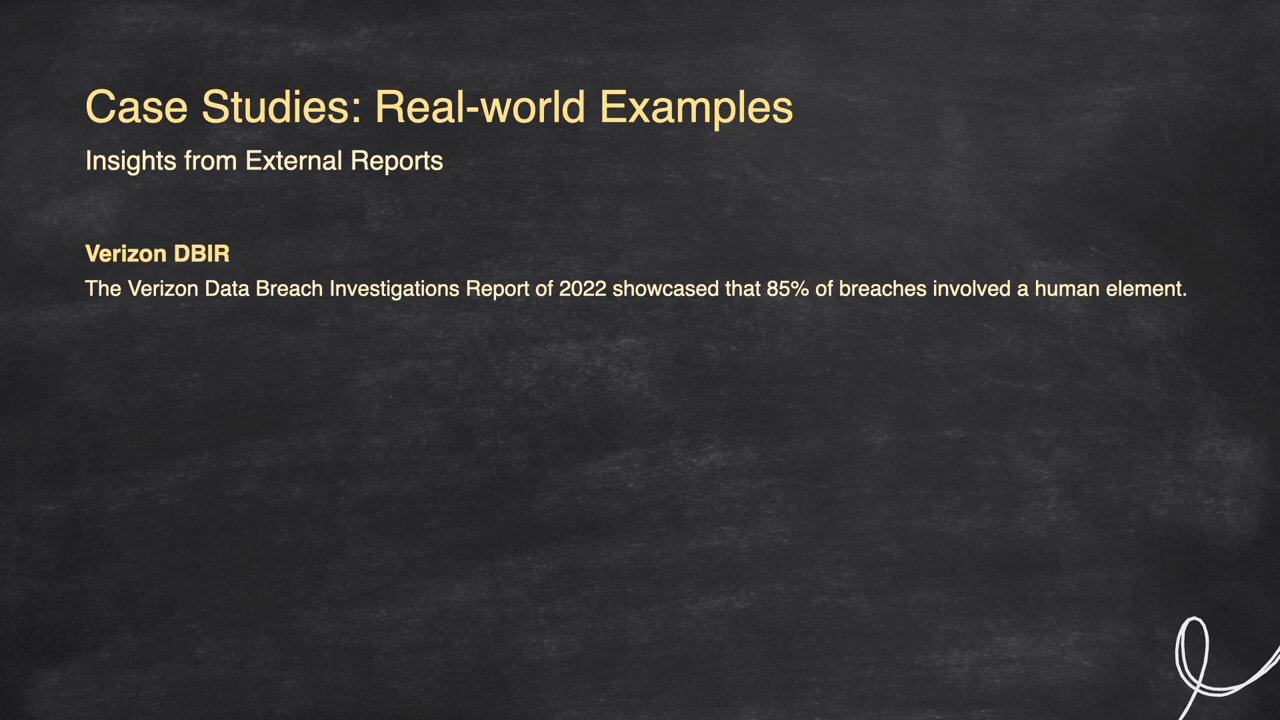 Case Studies: Real-world Examples
Insights from External Reports
Verizon DBIR
The Verizon Data Breach Investigations Report of 2022 showcased that 85% of breaches involved a human element.